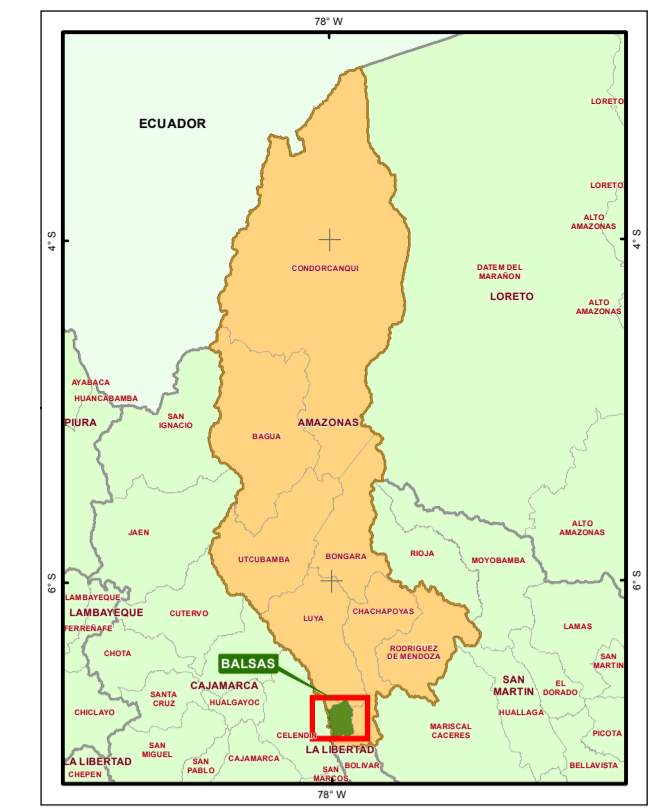 78° W
ECUADOR
LORETO
LORETO
ALTO
AMAZONAS
4° S
4° S
CONDORCANQUI
DATEM DEL
MARAÑON
LORETO
ALTO
AMAZONAS
AYABACA
HUANCABAMBA
PIURA
SAN
IGNACIO
AMAZONAS
BAGUA
JAEN
ALTO
AMAZONAS
UTCUBAMBA
BONGARA
RIOJA
MOYOBAMBA
6° S
6° S
LAMBAYEQUE
LAMBAYEQUE
FERREÑAFE
CUTERVO
LUYA
CHACHAPOYAS
LAMAS
CHOTA
RODRIGUEZ
DE MENDOZA
SAN
MARTIN
BALSAS
CAJAMARCA
SANTA
CRUZ
HUALGAYOC
SAN
MARTIN
EL
DORADO
CHICLAYO
HUALLAGA
MARISCAL
CACERES
PICOTA
CELENDIN
LA LIBERTAD
SAN
MIGUEL
LA LIBERTAD
CHEPEN
SAN
PABLO
CAJAMARCA
SAN
MARCOS
BOLIVAR
BELLAVISTA
78° W